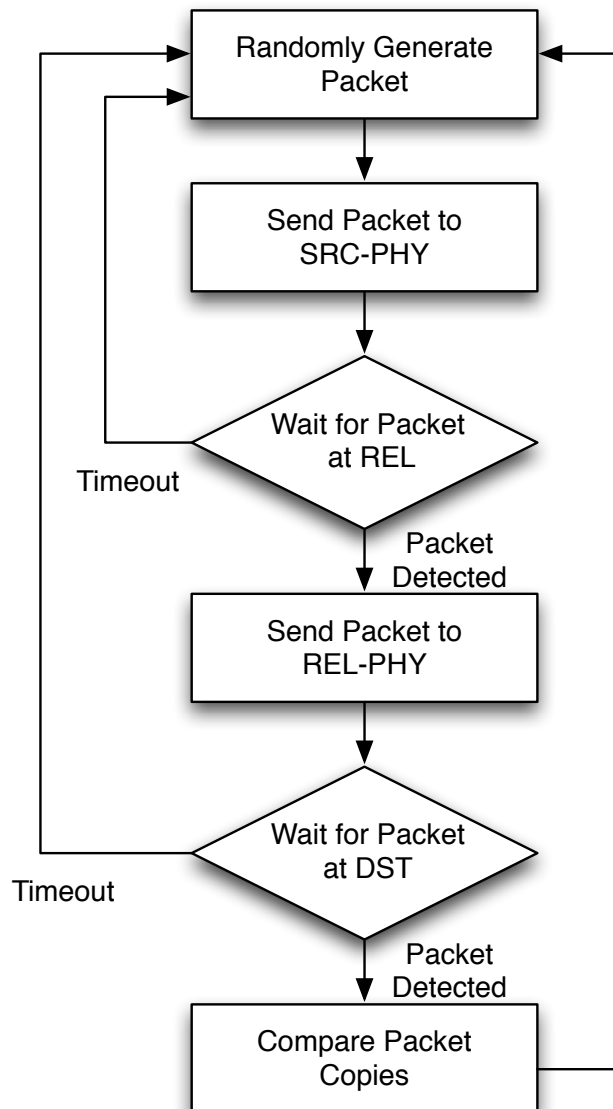 Randomly Generate
Packet
Send Packet to
SRC-PHY
Wait for Packet
at REL
Timeout
Packet
Detected
Send Packet to
REL-PHY
Wait for Packet
at DST
Timeout
Packet
Detected
Compare Packet
Copies